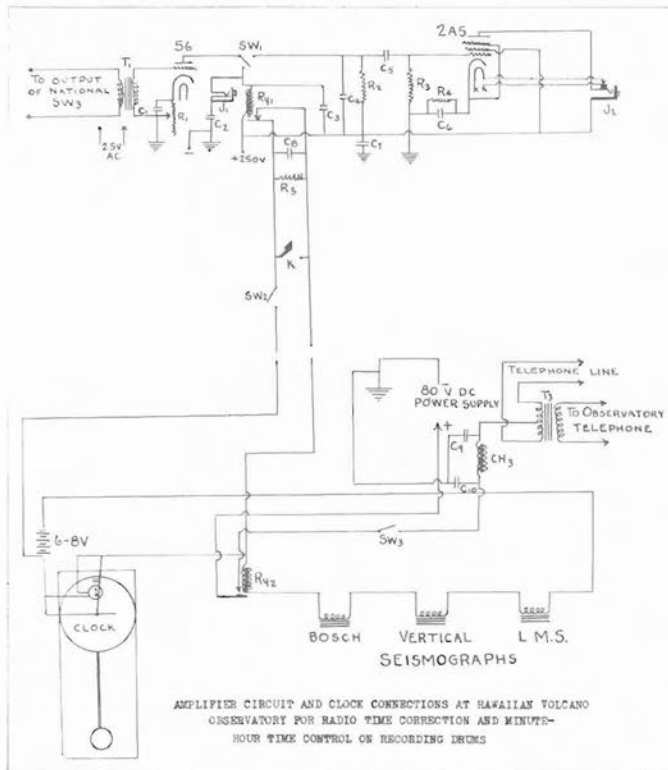 56
SW1
2A5
T1
TO OUTPUT
OF NATIONAL
SW3
C1
R1
J1
C2
RY1
C3
C4
R2
C5
R3
R4
C6
C7
J2
25V
AC
+250V
C8
R5
K
SW2
80 V DC
POWER SUPPLY
TELEPHONE LINE
T3
TO OBSERVATORY
TELEPHONE
C9
CH3
C10
SW3
6-8V
RY2
CLOCK
BOSCH
VERTICAL
L M.S.
SEISMOGRAPHS
AMPLIFIER CIRCUIT AND CLOCK CONNECTIONS AT HAWAIIAN VOLCANO
OBSERVATORY FOR RADIO TIME CORRECTION AND MINUTE-
HOUR TIME CONTROL ON RECORDING DRUMS